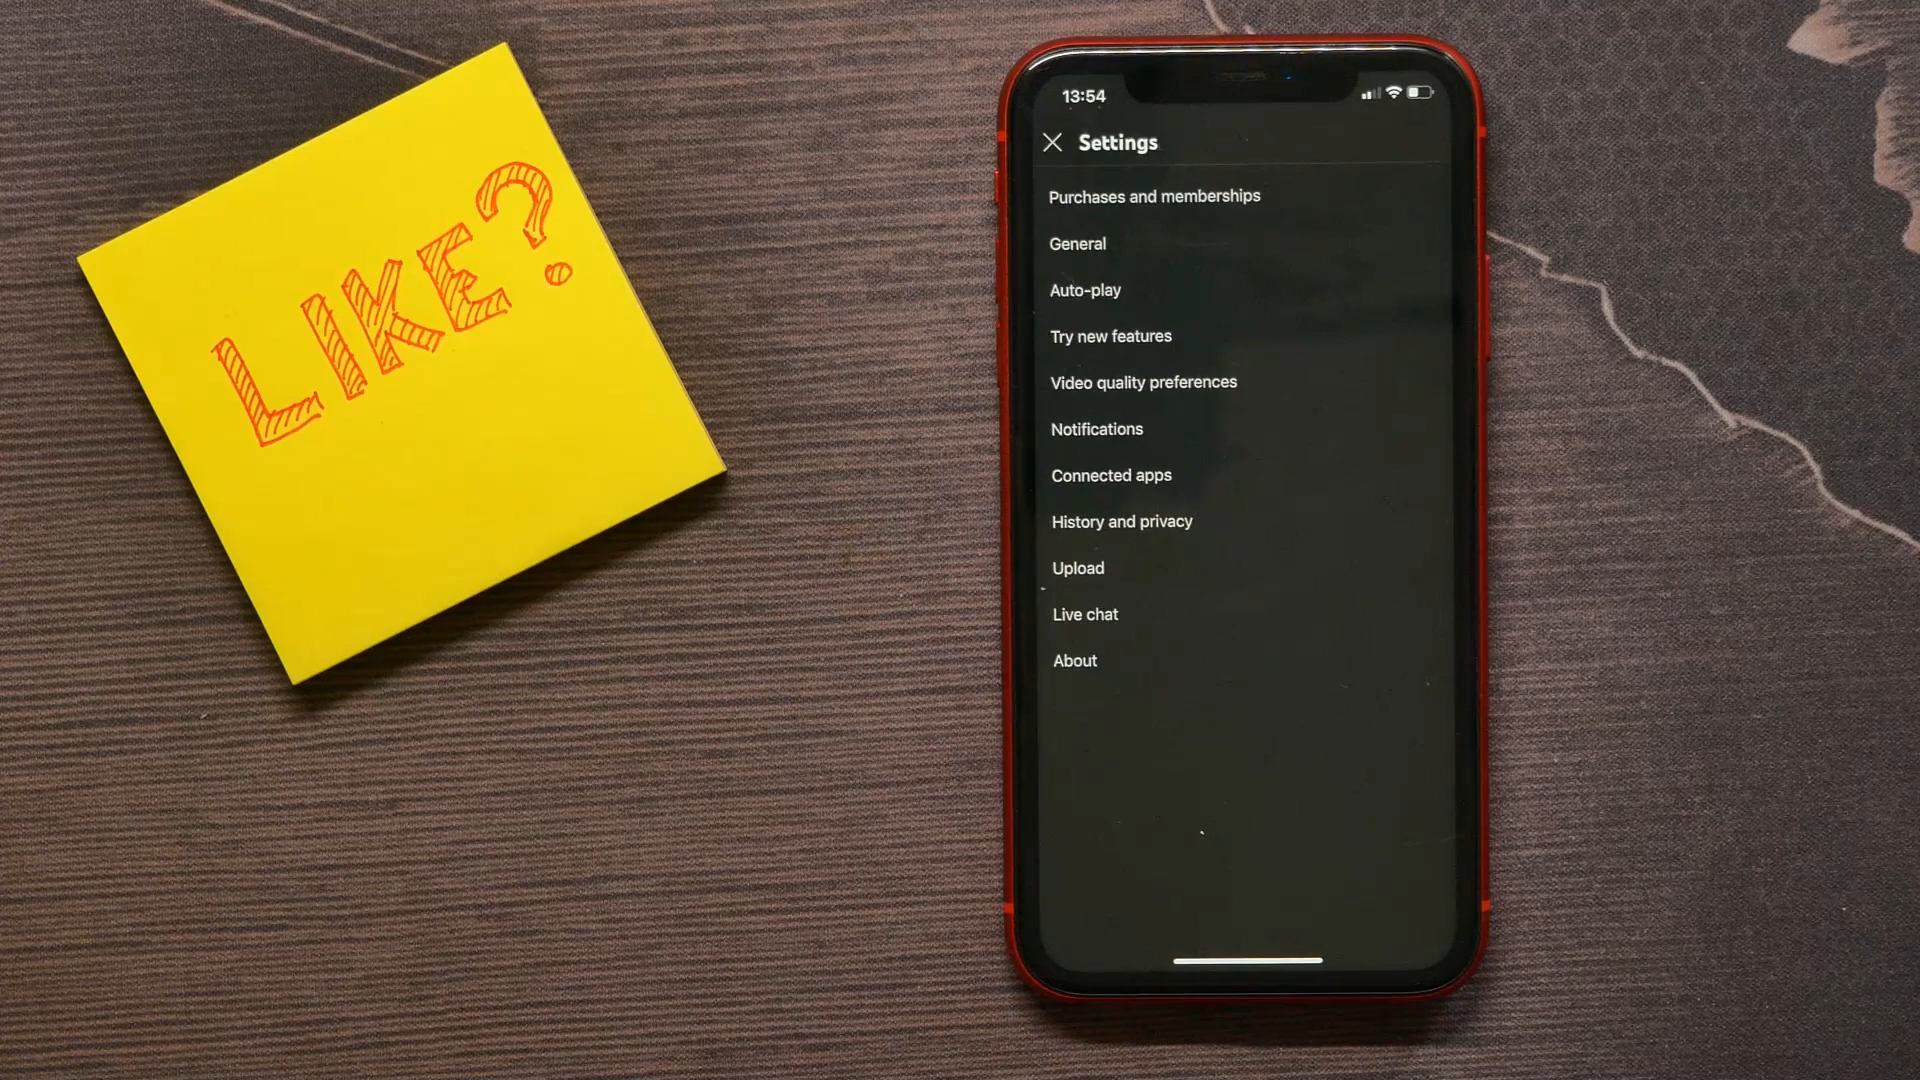 LIKE?
13:54
Settings
Purchases and memberships
General
Auto-play
Try new features
Video quality preferences
Notifications
Connected apps
History and privacy
Upload
Live chat
About